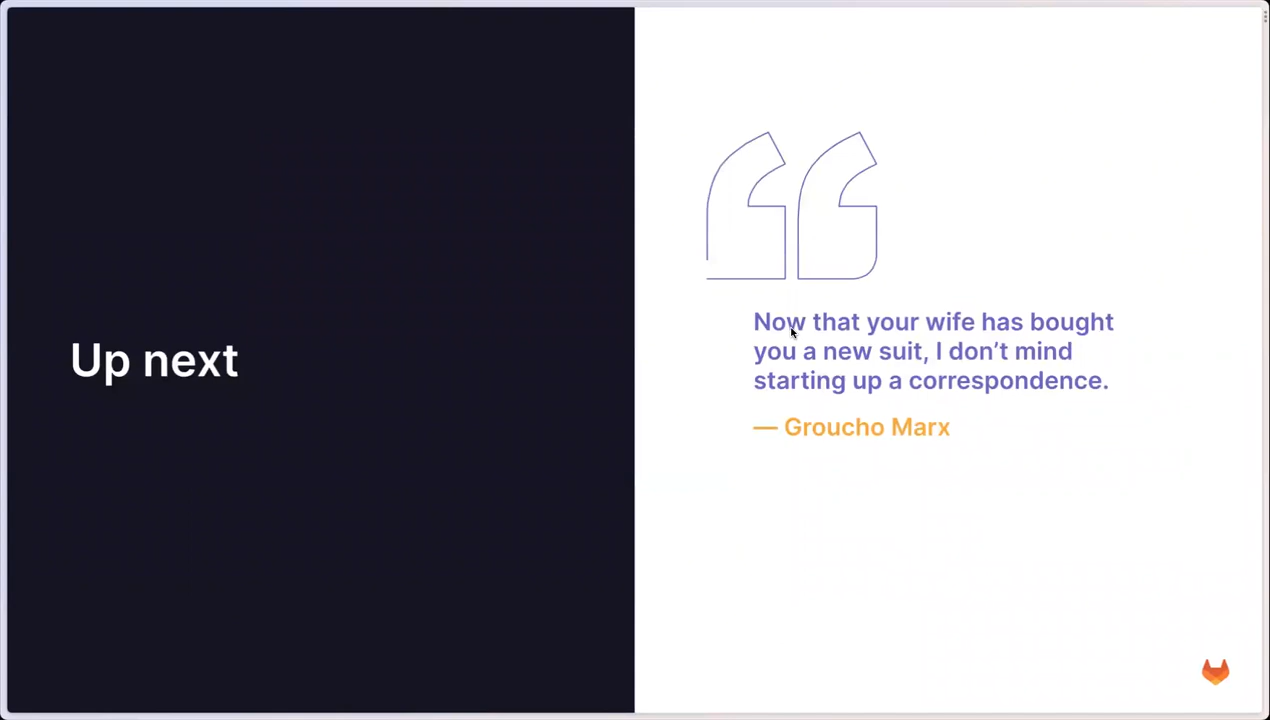 Up next
Now that your wife has bought
you a new suit, I don’t mind
starting up a correspondence.
— Groucho Marx